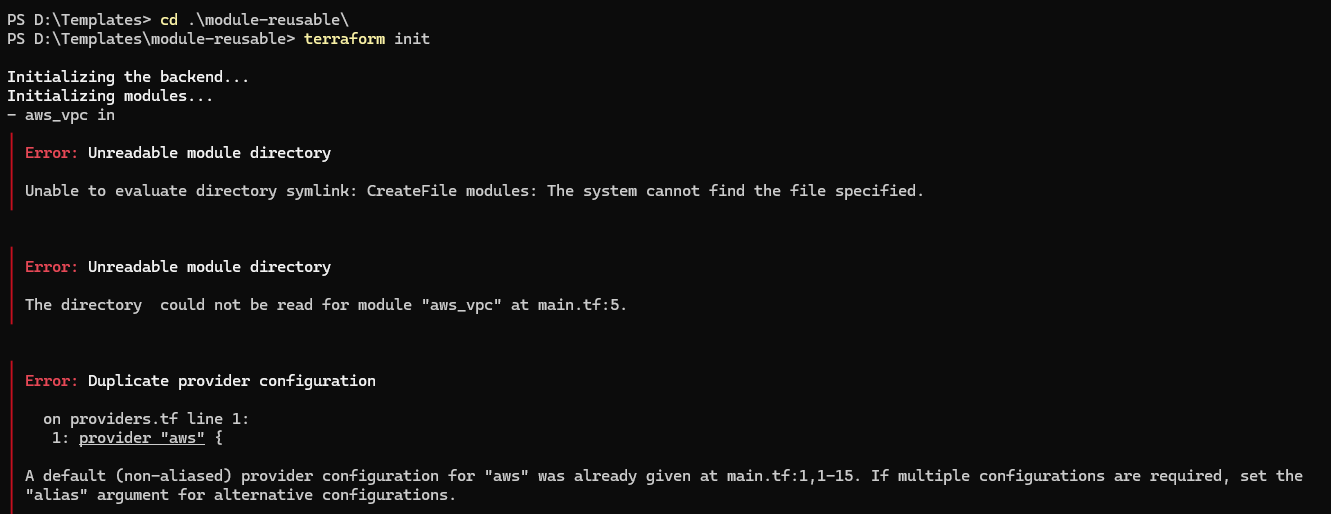 PS D:\Templates> cd .\module-reusable\
PS D:\Templates\module-reusable> terraform init
Initializing the backend...
Initializing modules...
- aws_vpc in
Error: Unreadable module directory
Unable to evaluate directory symlink: CreateFile modules: The system cannot find the file specified.
Error: Unreadable module directory
The directory  could not be read for module "aws_vpc" at main.tf:5.
Error: Duplicate provider configuration
on providers.tf line 1:
1: provider "aws" {
A default (non-aliased) provider configuration for "aws" was already given at main.tf:1,1-15. If multiple configurations are required, set the
"alias" argument for alternative configurations.